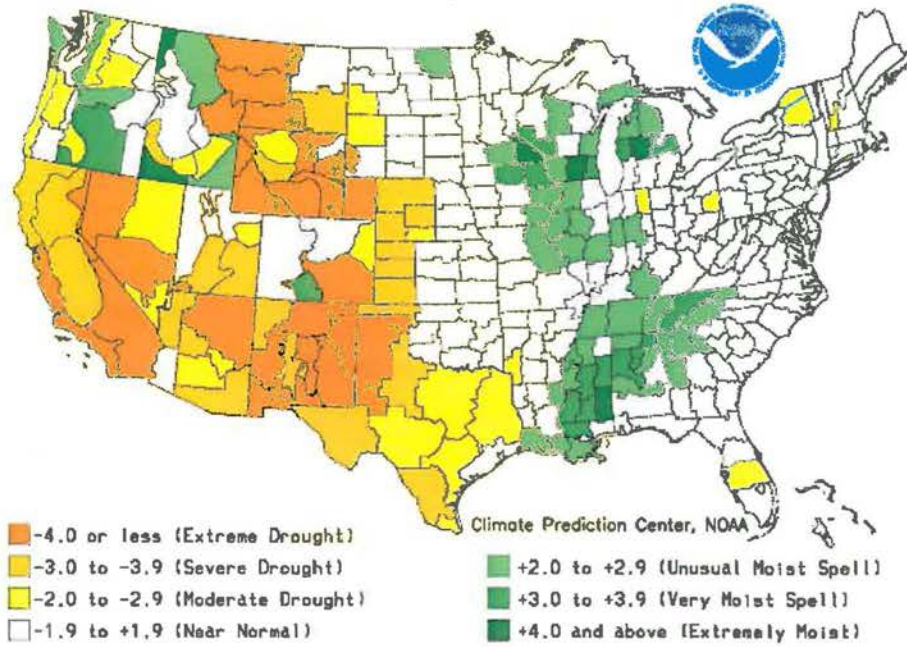 Climate Prediction Center, NOAA
-4.0 or less (Extreme Drought)
-3.0 to -3.9 (Severe Drought)
-2.0 to -2.9 (Moderate Drought)
-1.9 to +1.9 (Near Normal)
+2.0 to +2.9 (Unusual Moist Spell)
+3.0 to +3.9 (Very Moist Spell)
+4.0 and above (Extremely Moist)